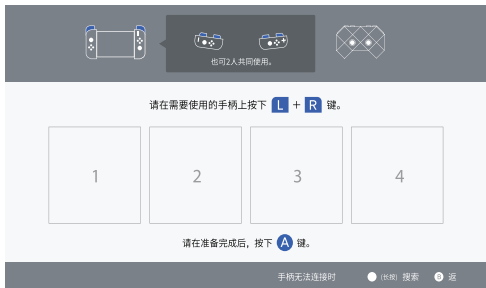 也可2人共同使用。
请在需要使用的手柄上按下 L + R 键。
1 2 3 4
请在准备完成后，按下 A 键。
手柄无法连接时 (长按) 搜索 B 返